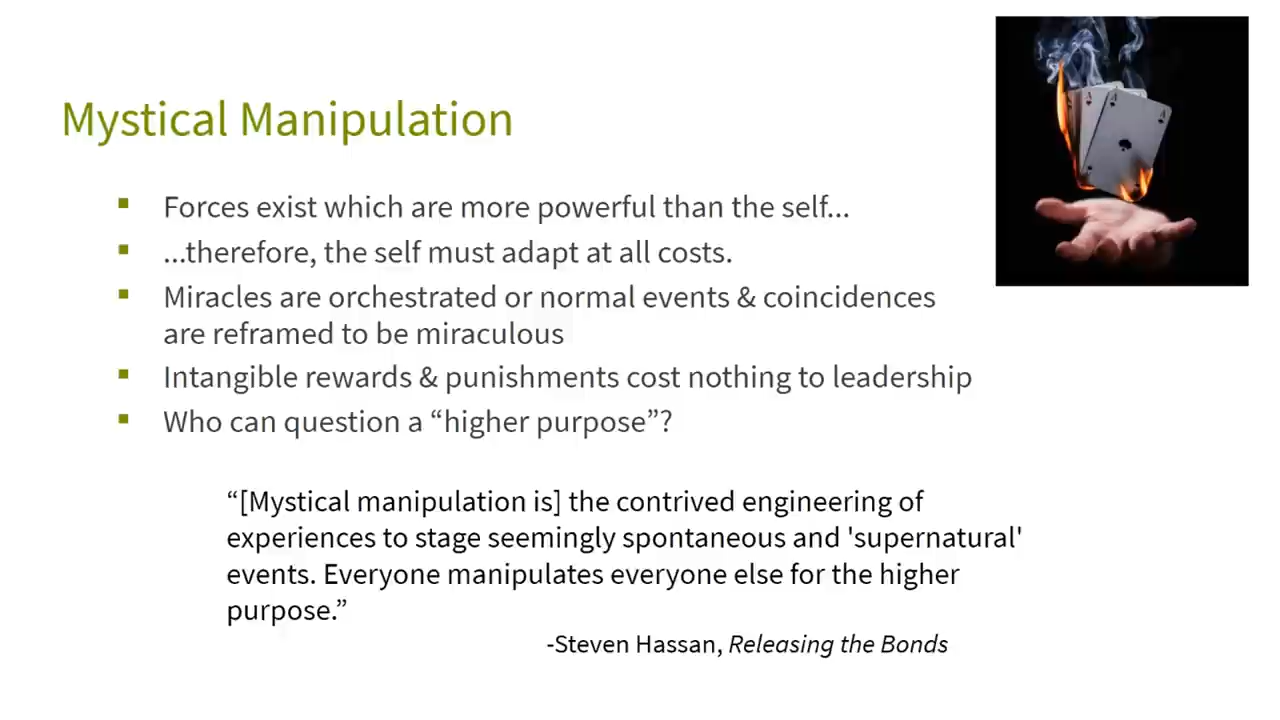 Mystical Manipulation
▪ Forces exist which are more powerful than the self...
▪ ...therefore, the self must adapt at all costs.
▪ Miracles are orchestrated or normal events & coincidences
are reframed to be miraculous
▪ Intangible rewards & punishments cost nothing to leadership
▪ Who can question a “higher purpose”?
“[Mystical manipulation is] the contrived engineering of
experiences to stage seemingly spontaneous and 'supernatural'
events. Everyone manipulates everyone else for the higher
purpose.”
-Steven Hassan, Releasing the Bonds